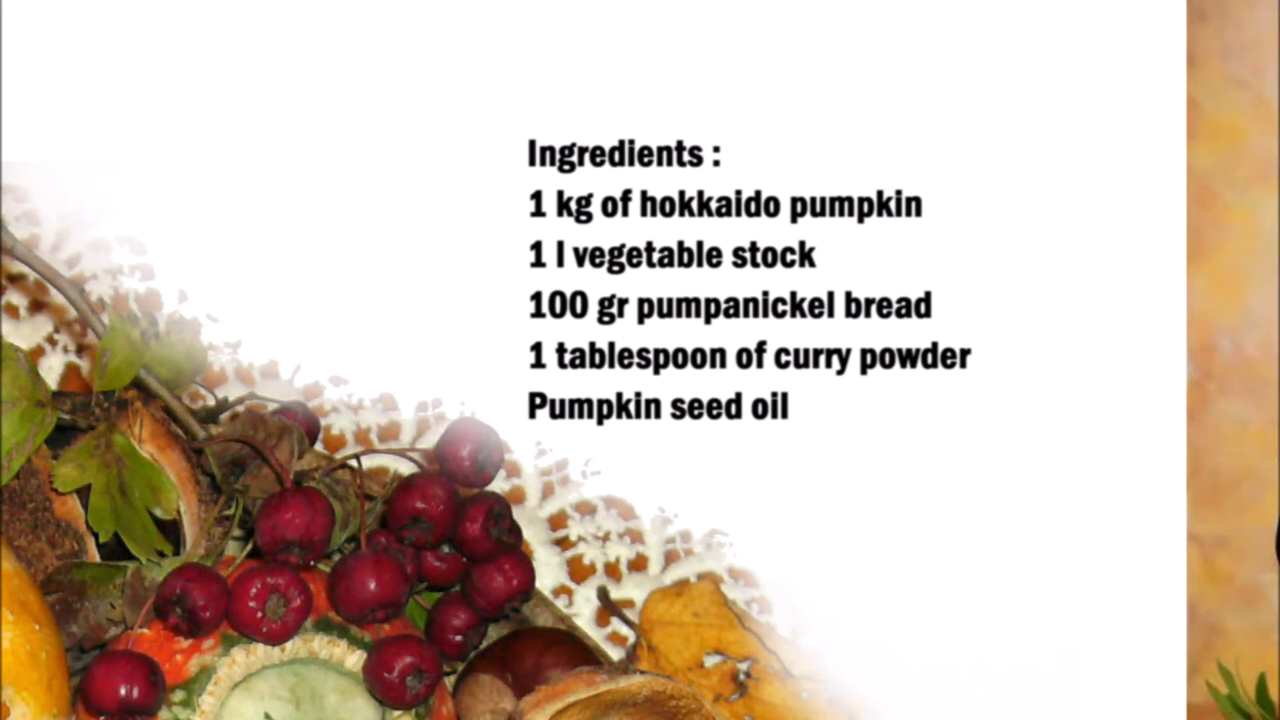 Ingredients :
1 kg of hokkaido pumpkin
1 l vegetable stock
100 gr pumpanickel bread
1 tablespoon of curry powder
Pumpkin seed oil